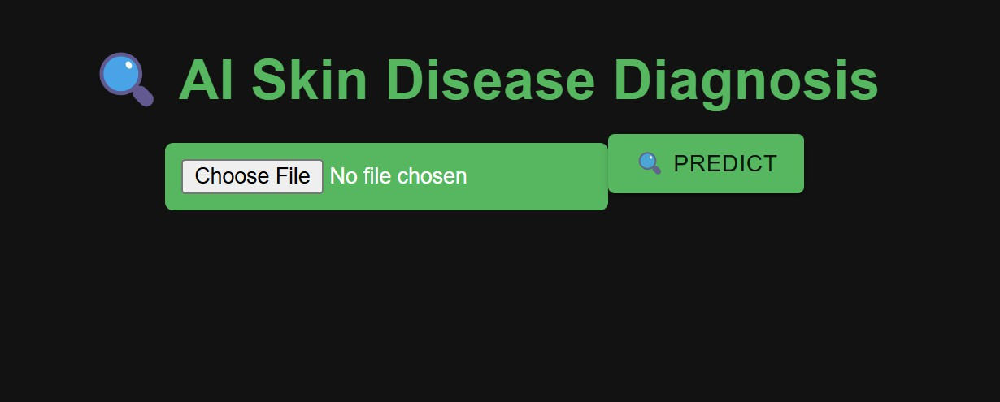 AI Skin Disease Diagnosis
Choose File No file chosen
PREDICT